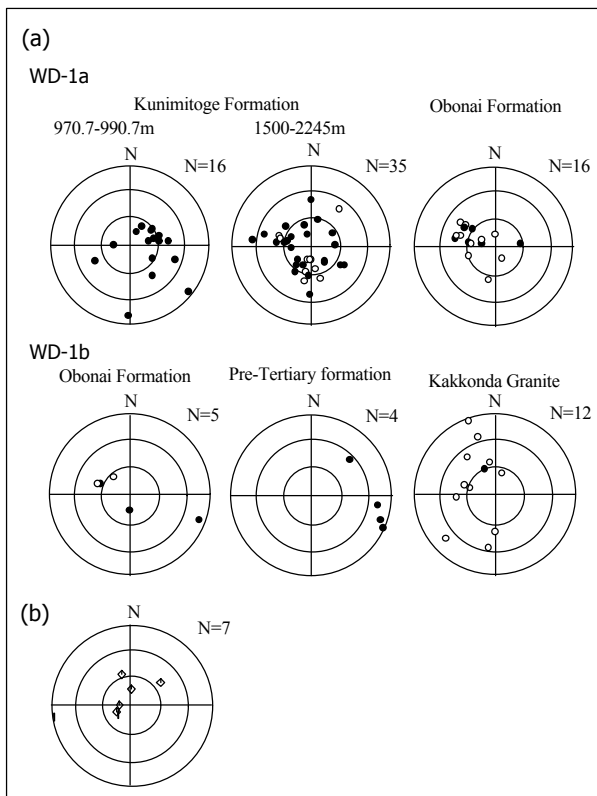 (a)
WD-1a
Kunimitoge Formation
Obonai Formation
970.7-990.7m
1500-2245m
N
N=16
N
N=35
N
N=16
WD-1b
Obonai Formation
Pre-Tertiary formation
Kakkonda Granite
N
N=5
N
N=4
N
N=12
(b)
N
N=7